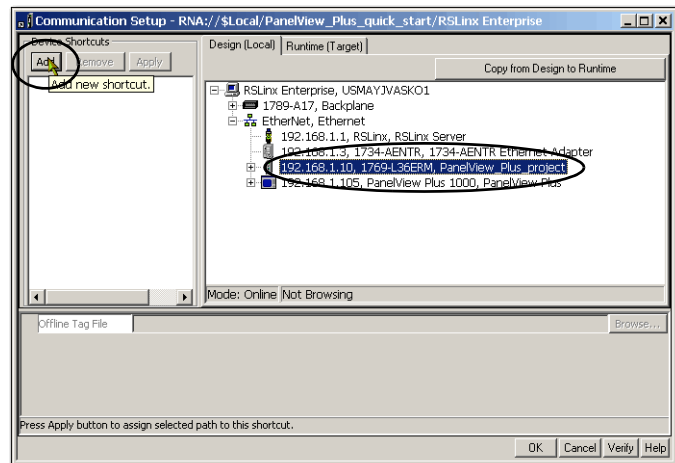 Communication Setup - RNA://$Local/PanelView_Plus_quick_start/RSLinx Enterprise
Device Shortcuts
Add Remove Apply
Add new shortcut.
Design (Local) Runtime (Target)
Copy from Design to Runtime
RSLinx Enterprise, USMAYJVASKO1
1789-A17, Backplane
EtherNet, Ethernet
192.168.1.1, RSLinx, RSLinx Server
192.168.1.3, 1734-AENTR, 1734-AENTR Ethernet Adapter
192.168.1.10, 1769-L36ERM, PanelView_Plus_project
192.168.1.105, PanelView Plus 1000, PanelView Plus
Mode: Online Not Browsing
Offline Tag File
Browse...
Press Apply button to assign selected path to this shortcut.
OK Cancel Verify Help